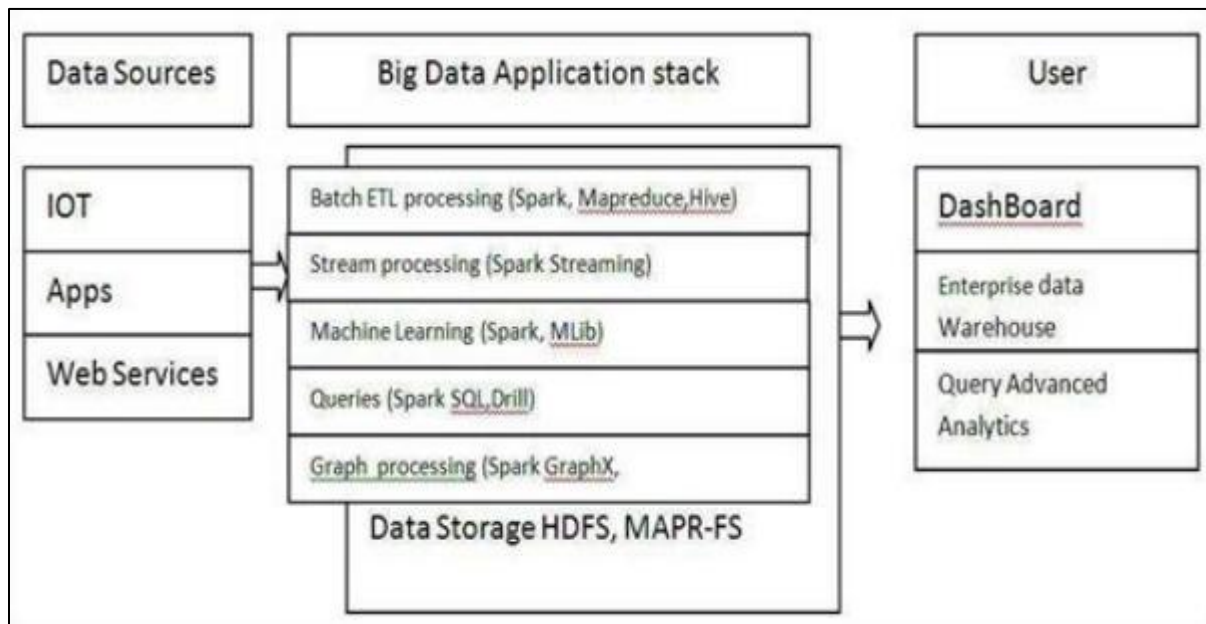 Data Sources
Big Data Application stack
User
IOT
Apps
Web Services
Batch ETL processing (Spark, Mapreduce,Hive)
Stream processing (Spark Streaming)
Machine Learning (Spark, MLib)
Queries (Spark SQL,Drill)
Graph processing (Spark GraphX,
Data Storage HDFS, MAPR-FS
DashBoard
Enterprise data
Warehouse
Query Advanced
Analytics